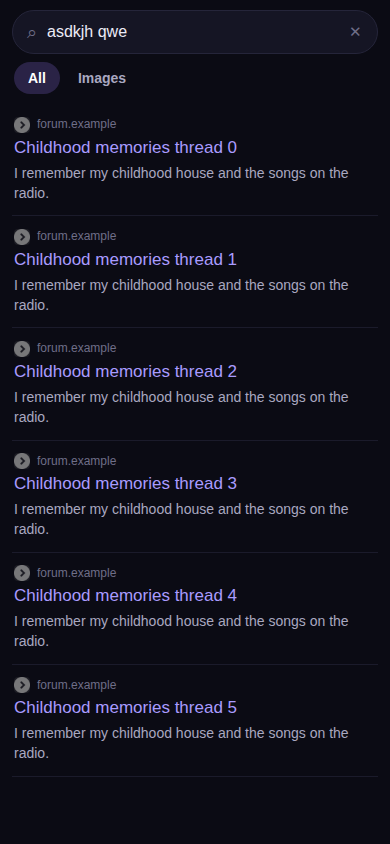 asdkjh qwe
All Images
forum.example
Childhood memories thread 0
I remember my childhood house and the songs on the
radio.
forum.example
Childhood memories thread 1
I remember my childhood house and the songs on the
radio.
forum.example
Childhood memories thread 2
I remember my childhood house and the songs on the
radio.
forum.example
Childhood memories thread 3
I remember my childhood house and the songs on the
radio.
forum.example
Childhood memories thread 4
I remember my childhood house and the songs on the
radio.
forum.example
Childhood memories thread 5
I remember my childhood house and the songs on the
radio.